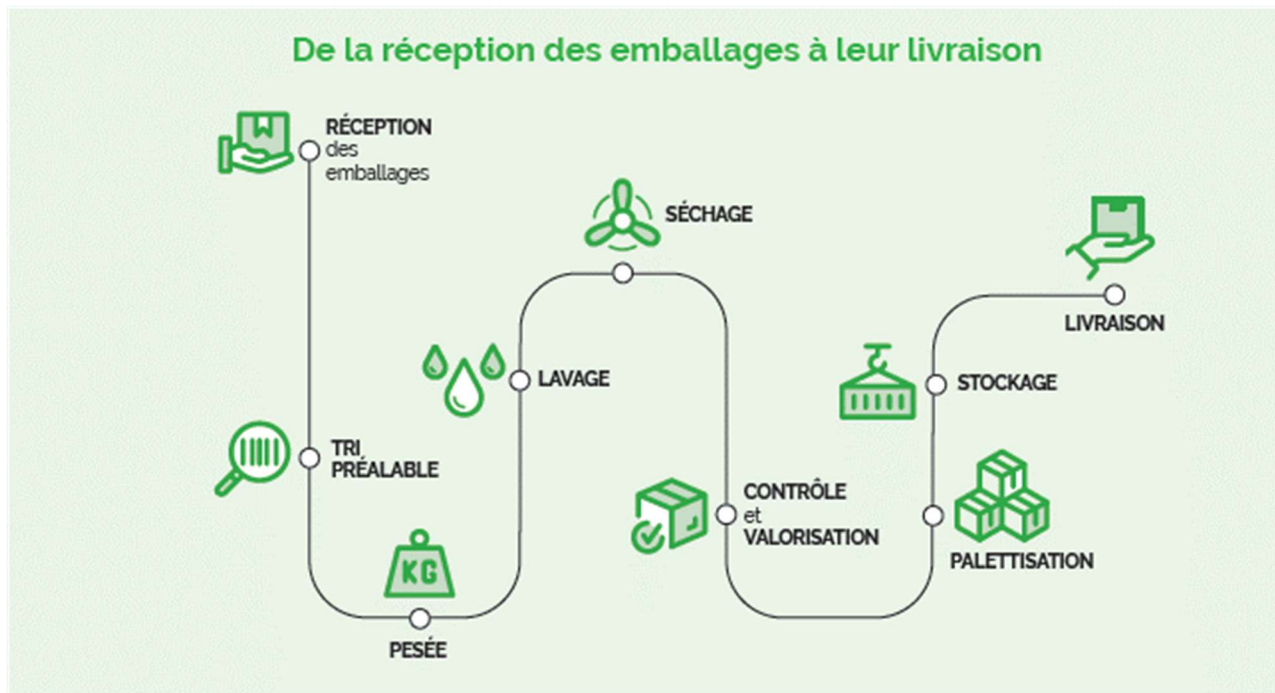 De la réception des emballages à leur livraison
RÉCEPTION
des
emballages
TRI
PRÉALABLE
KG
PESÉE
LAVAGE
SÉCHAGE
CONTRÔLE
et
VALORISATION
PALETTISATION
STOCKAGE
LIVRAISON